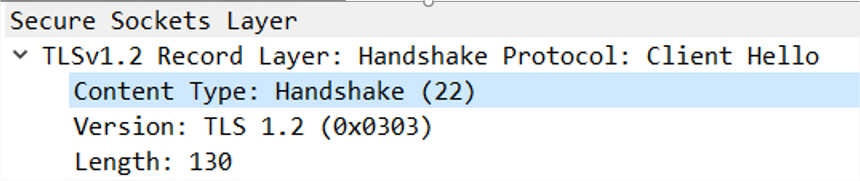 Secure Sockets Layer
TLSv1.2 Record Layer: Handshake Protocol: Client Hello
Content Type: Handshake (22)
Version: TLS 1.2 (0x0303)
Length: 130